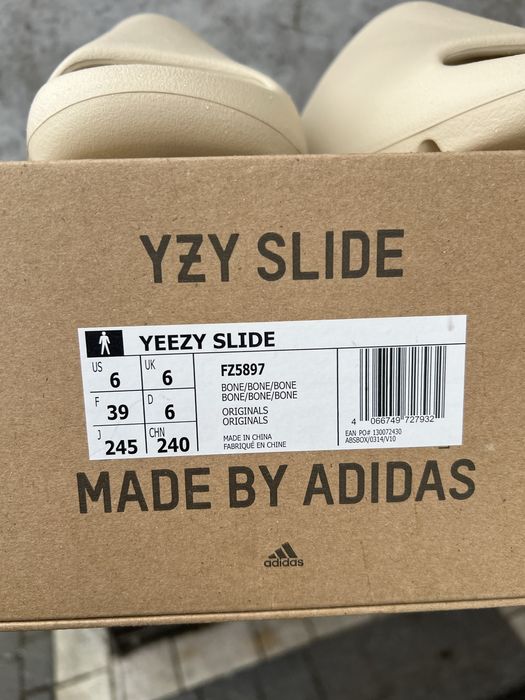 YZY SLIDE
YEEZY SLIDE
US 6 UK 6
F 39 D 6
J 245 CHN 240
FZ5897
BONE/BONE/BONE
BONE/BONE/BONE
ORIGINALS
ORIGINALS
MADE IN CHINA
FABRIQUÉ EN CHINE
4 066749 727932
EAN PO# 130072430
ABSBOX/0314/V10
MADE BY ADIDAS
adidas